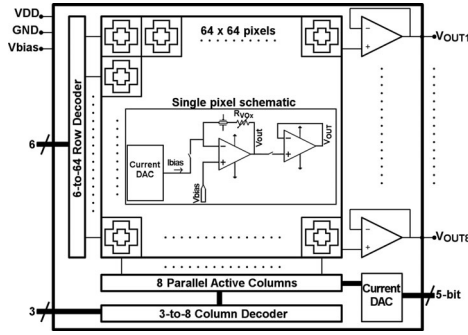 VDD
GND
Vbias
64 x 64 pixels
VOUT1
6-to-64 Row Decoder
6
Single pixel schematic
RVOx
Vout
VOUT
Current
DAC
Ibias
Vbias
VOUT8
8 Parallel Active Columns
3-to-8 Column Decoder
3
Current
DAC
5-bit